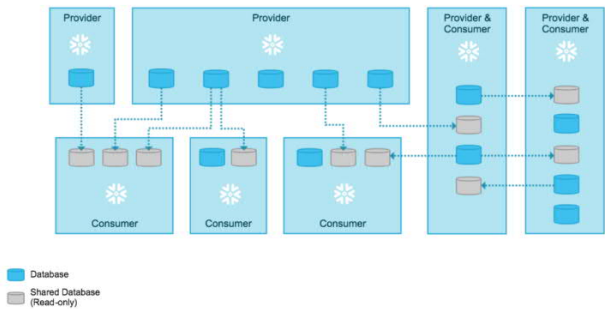 Provider
Provider
Provider &
Consumer
Provider &
Consumer
Consumer
Consumer
Consumer
Database
Shared Database
(Read-only)